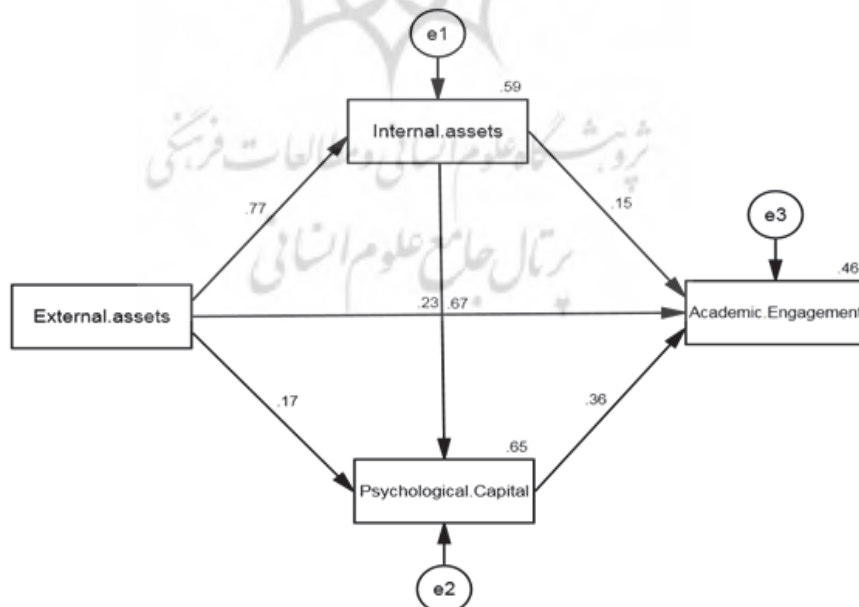 e1
.59
Internal.assets
پژوهشگاه علوم انسانی و مطالعات فرهنگی
.77
.15
e3
پرتال جامع علوم انسانی
.46
External.assets
.23
.67
Academic.Engagement
.17
.36
.65
Psychological.Capital
e2